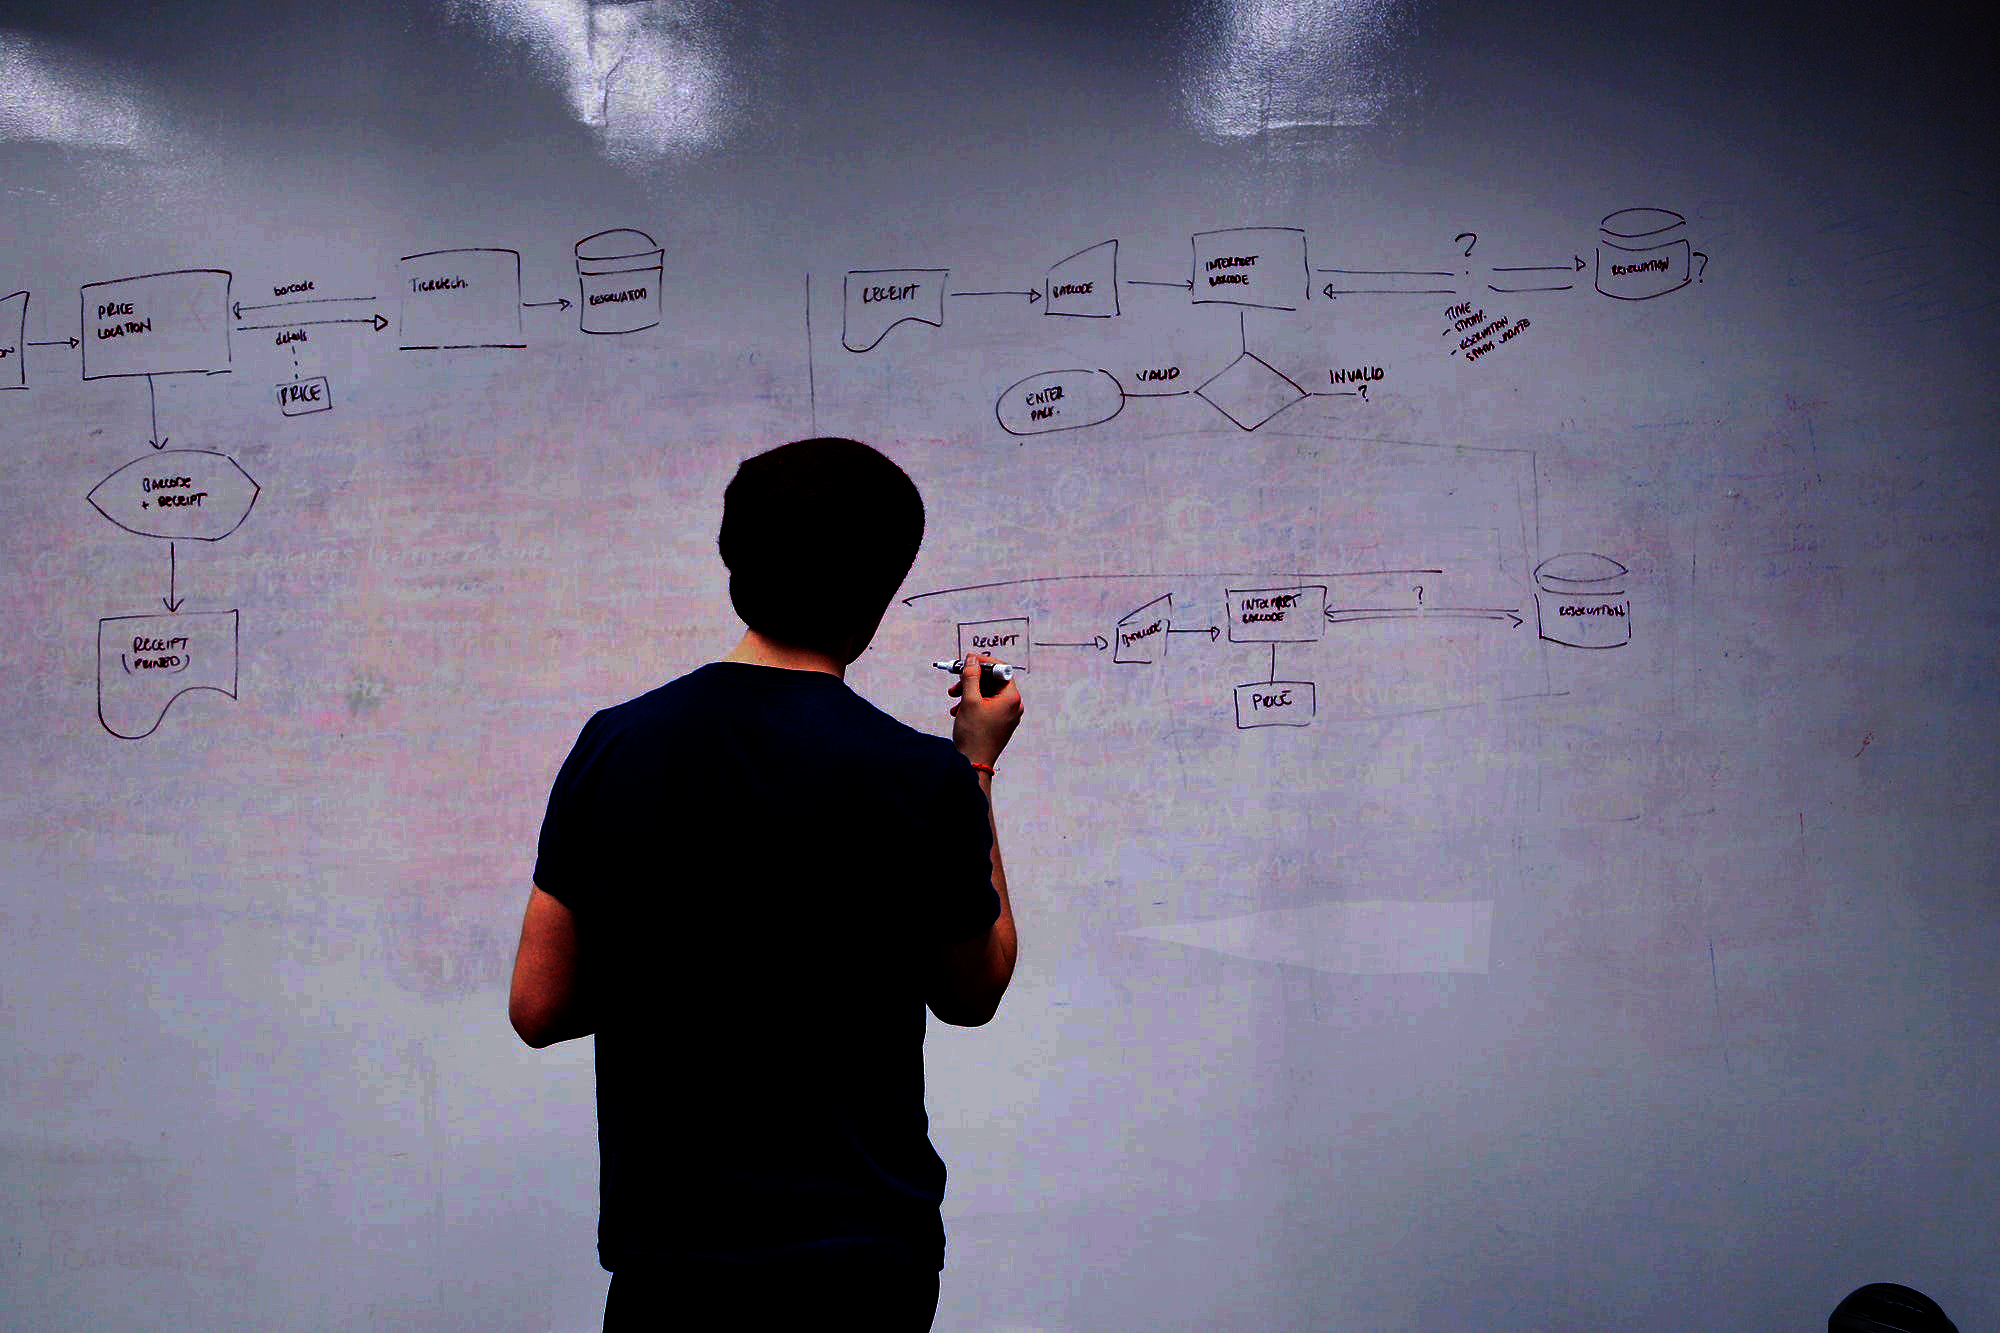 PRICE
LOCATION
barcode
details
PRICE
Ticketech.
RESERVATION
BARCODE
+ RECEIPT
RECEIPT
(PRINTED)
RECEIPT
BARCODE
INTERPRET
BARCODE
?
TIME
- STAMP.
- RESERVATION
STATUS UPDATE
RESERVATION
?
ENTER
PARK.
VALID
INVALID
?
RECEIPT
?
BARCODE
INTERPRET
BARCODE
PRICE
?
RESERVATION